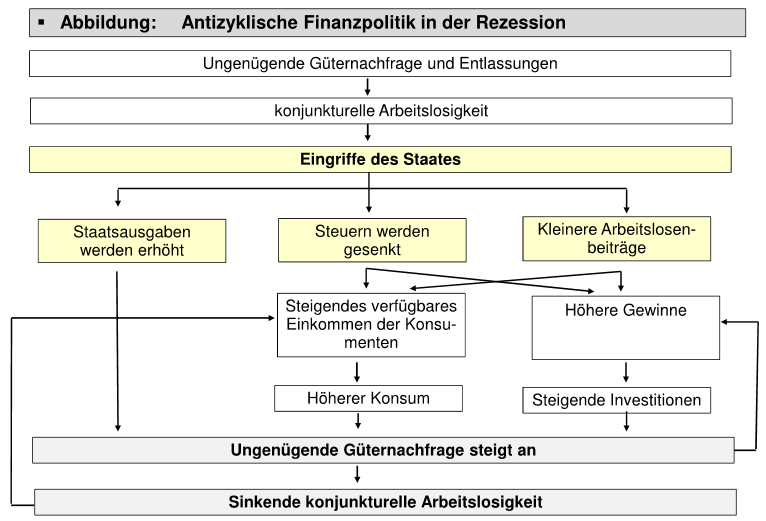 ▪ Abbildung: Antizyklische Finanzpolitik in der Rezession
Ungenügende Güternachfrage und Entlassungen
konjunkturelle Arbeitslosigkeit
Eingriffe des Staates
Staatsausgaben
werden erhöht
Steuern werden
gesenkt
Kleinere Arbeitslosen-
beiträge
Steigendes verfügbares
Einkommen der Konsu-
menten
Höhere Gewinne
Höherer Konsum
Steigende Investitionen
Ungenügende Güternachfrage steigt an
Sinkende konjunkturelle Arbeitslosigkeit